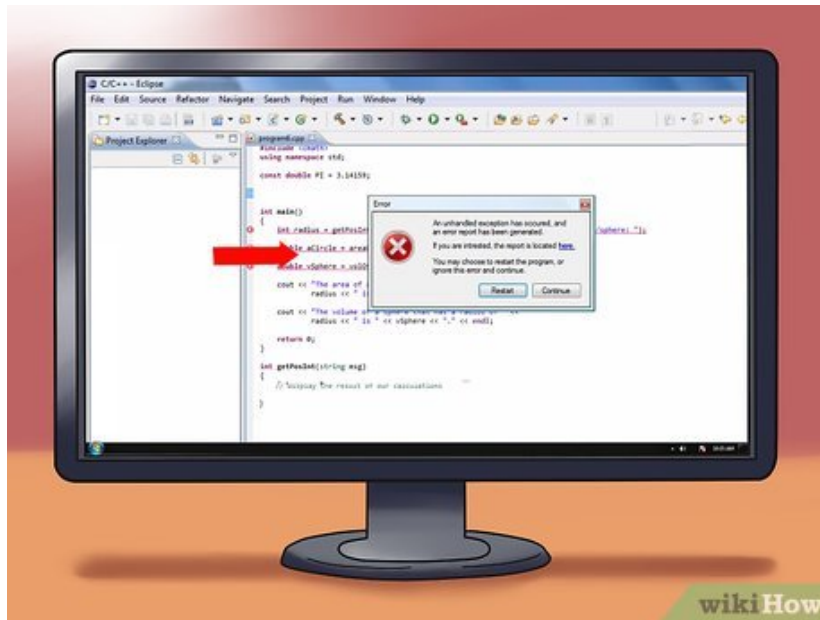 C/C++ - Eclipse
File Edit Source Refactor Navigate Search Project Run Window Help
Project Explorer
program6.cpp
#include <cmath>
using namespace std;
const double PI = 3.14159;
int main()
{
int radius = getPosInt
sphere: ");
aCircle = area
double vSphere = vol
cout << "The area of
radius << " i
cout << "The volume of a sphere that has a radius of " <<
radius << " is " << vSphere << "." << endl;
return 0;
}
int getPosInt(string msg)
{
// Display the result of our calculations
}
Error
An unhandled exception has occured, and
an error report has been generated.
If you are intrested, the report is located here.
You may choose to restart the program, or
ignore this error and continue.
Restart Continue
wikiHow